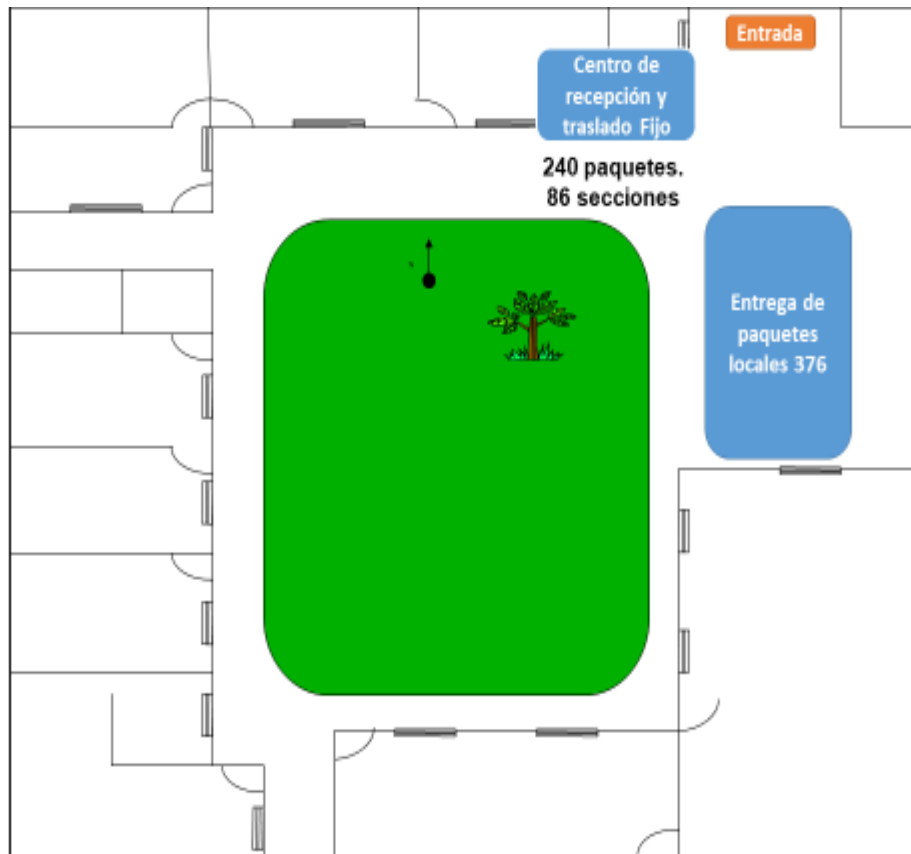 Entrada
Centro de
recepción y
traslado Fijo
240 paquetes.
86 secciones
Entrega de
paquetes
locales 376